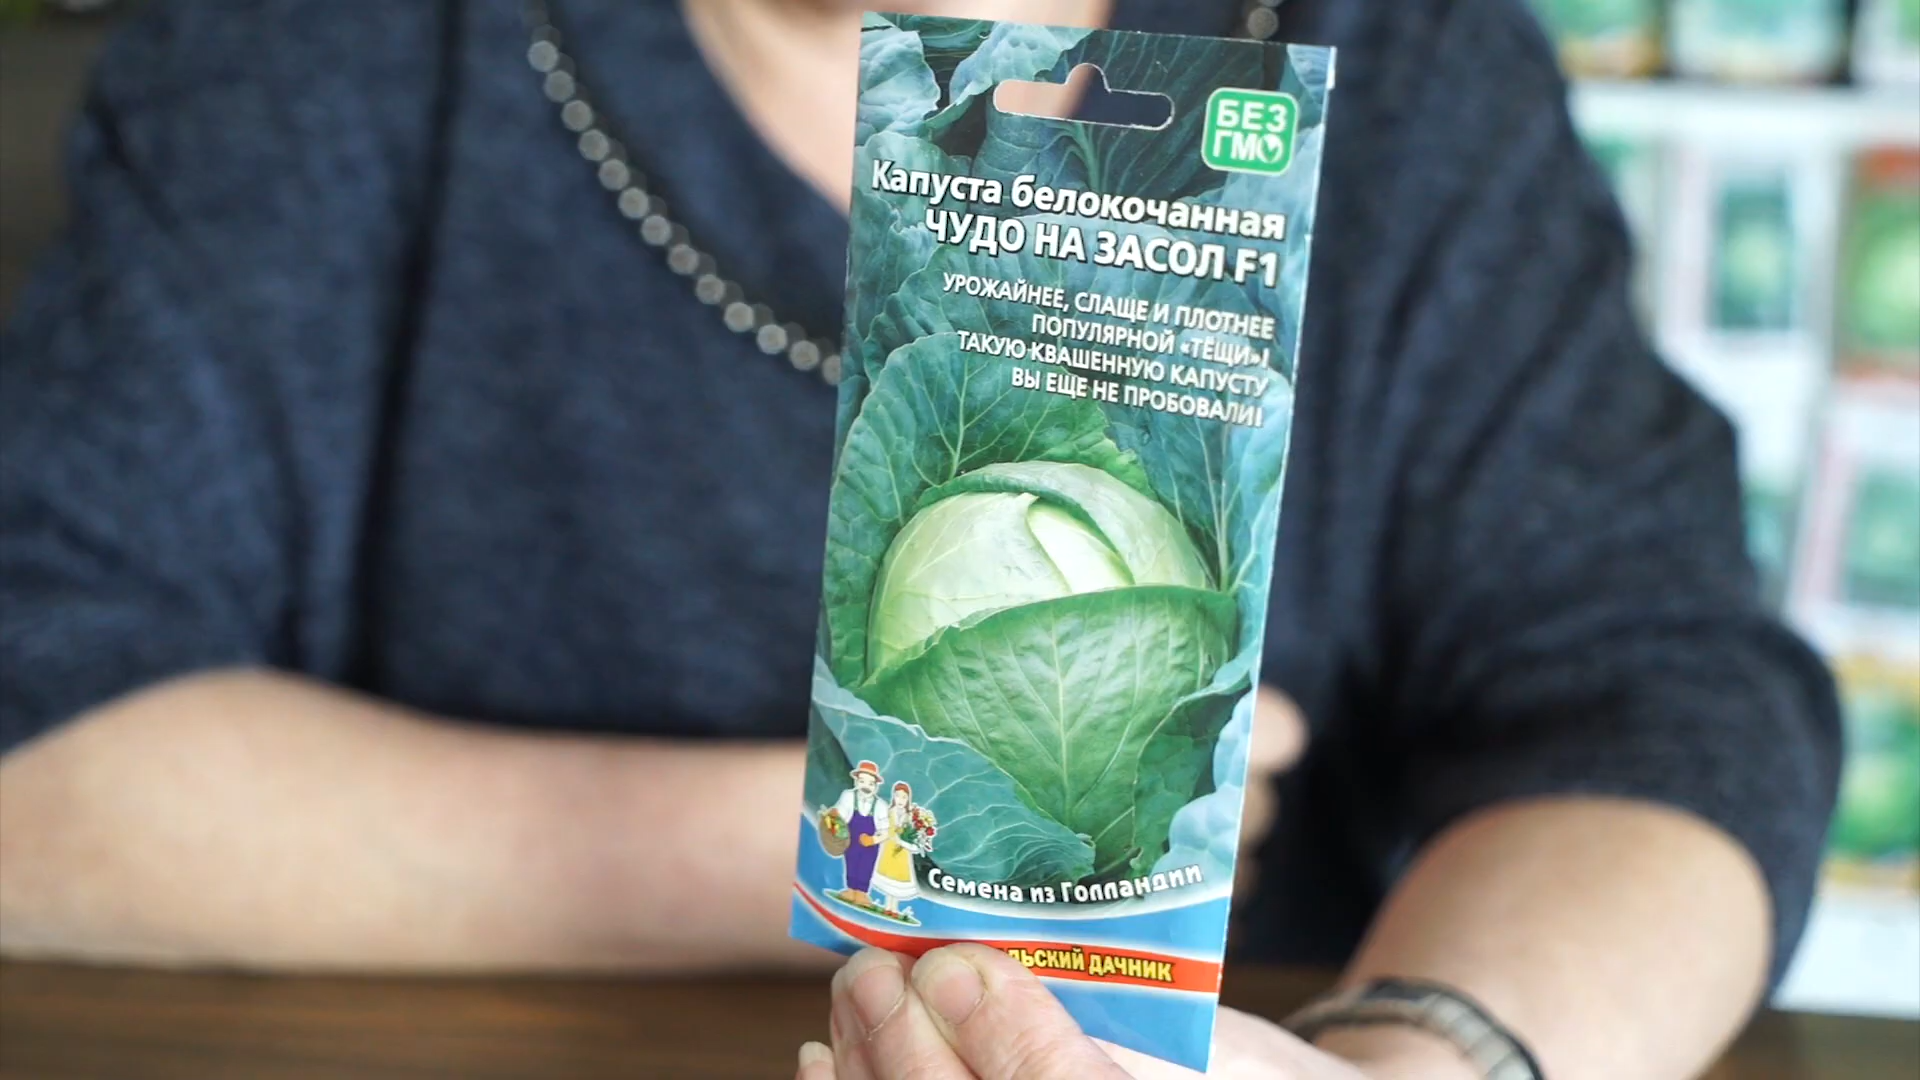 БЕЗ
ГМО
Капуста белокочанная
ЧУДО НА ЗАСОЛ F1
УРОЖАЙНЕЕ, СЛАЩЕ И ПЛОТНЕЕ
ПОПУЛЯРНОЙ «ТЁЩИ»!
ТАКУЮ КВАШЕННУЮ КАПУСТУ
ВЫ ЕЩЕ НЕ ПРОБОВАЛИ!
Семена из Голландии
ДАЧНИК